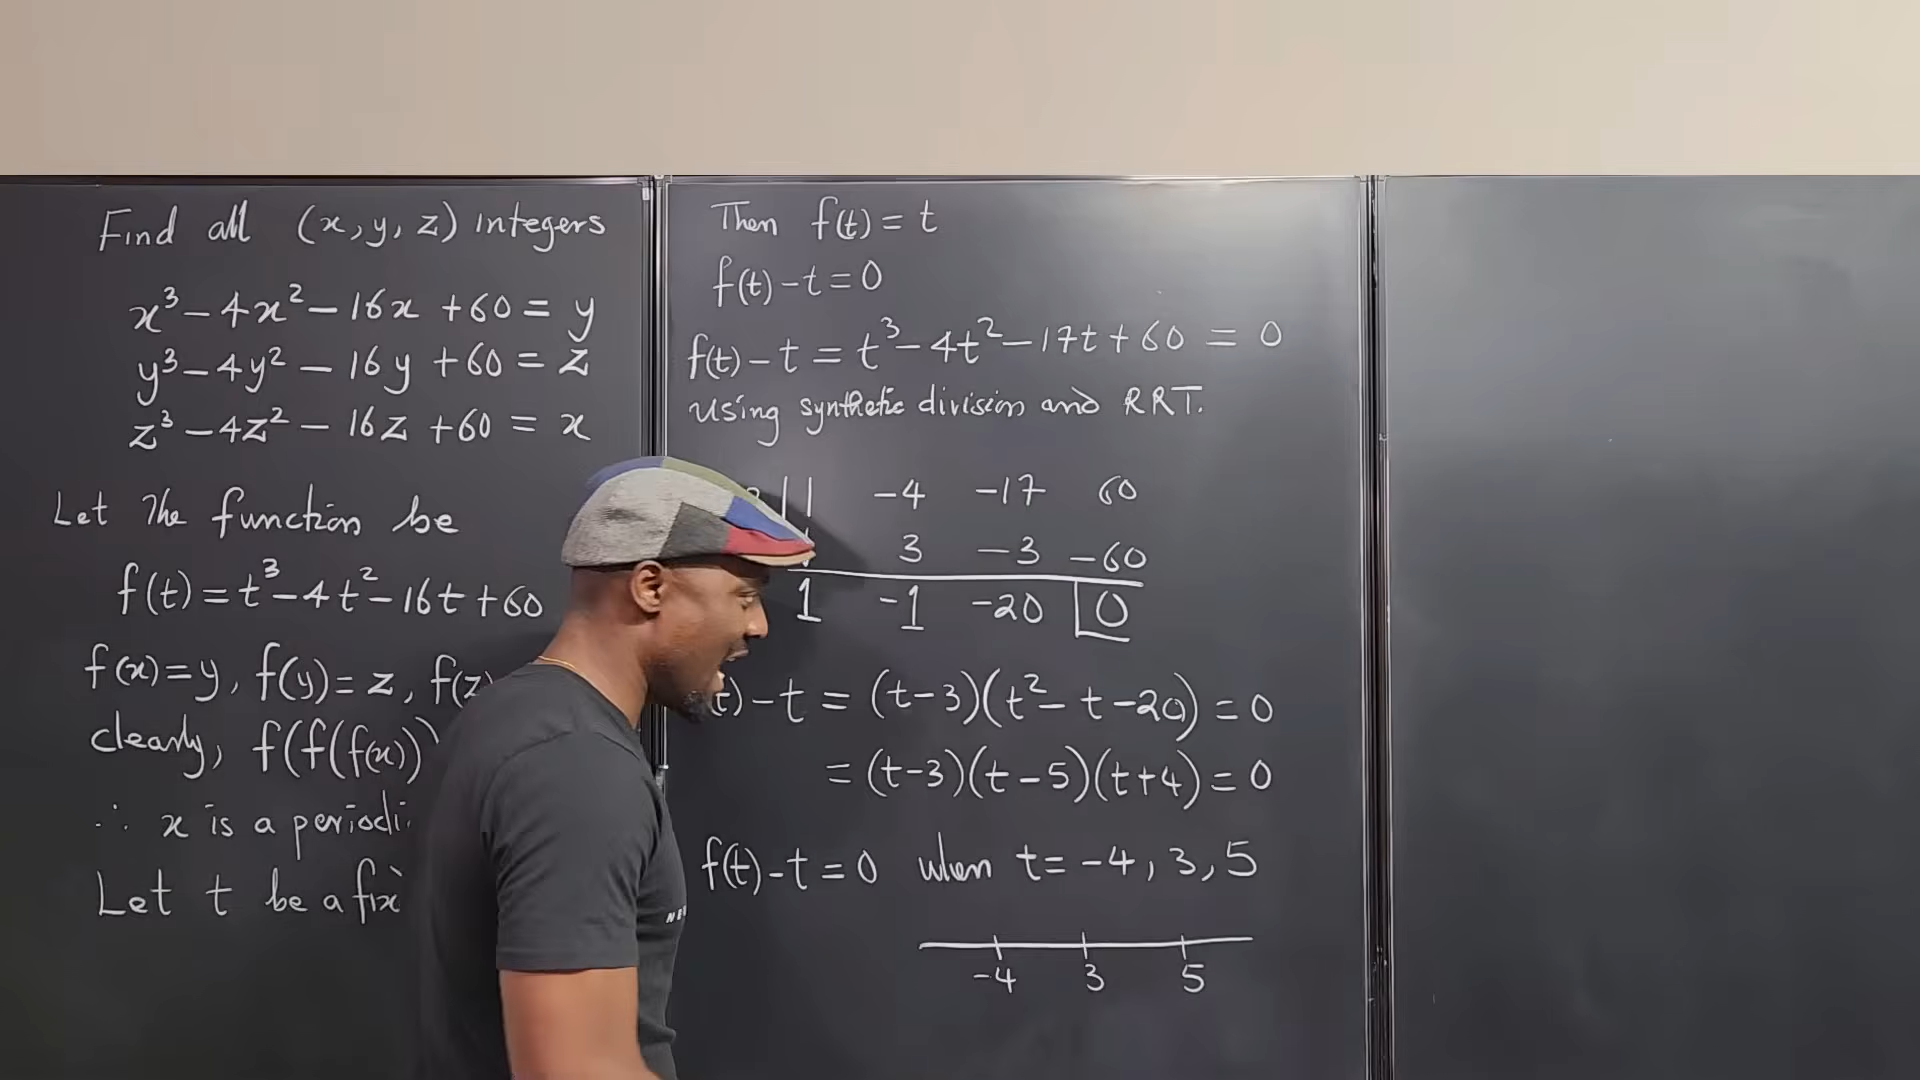 Find all (x, y, z) integers
x³ – 4x² – 16x + 60 = y
y³ – 4y² – 16y + 60 = z
z³ – 4z² – 16z + 60 = x
Let The function be
f(t) = t³ – 4t² – 16t + 60
f(x) = y, f(y) = z, f(z)
clearly, f(f(f(x))
∴ x is a
Let t be a
Then f(t) = t
f(t) – t = 0
f(t) – t = t³ – 4t² – 17t + 60 = 0
Using synthetic division and RRT.
1 -4 -17 60
3 -3 -60
1 -1 -20 0
t) – t = (t–3)(t² – t – 20) = 0
= (t–3)(t–5)(t+4) = 0
f(t) – t = 0 when t = -4, 3, 5
-4 3 5